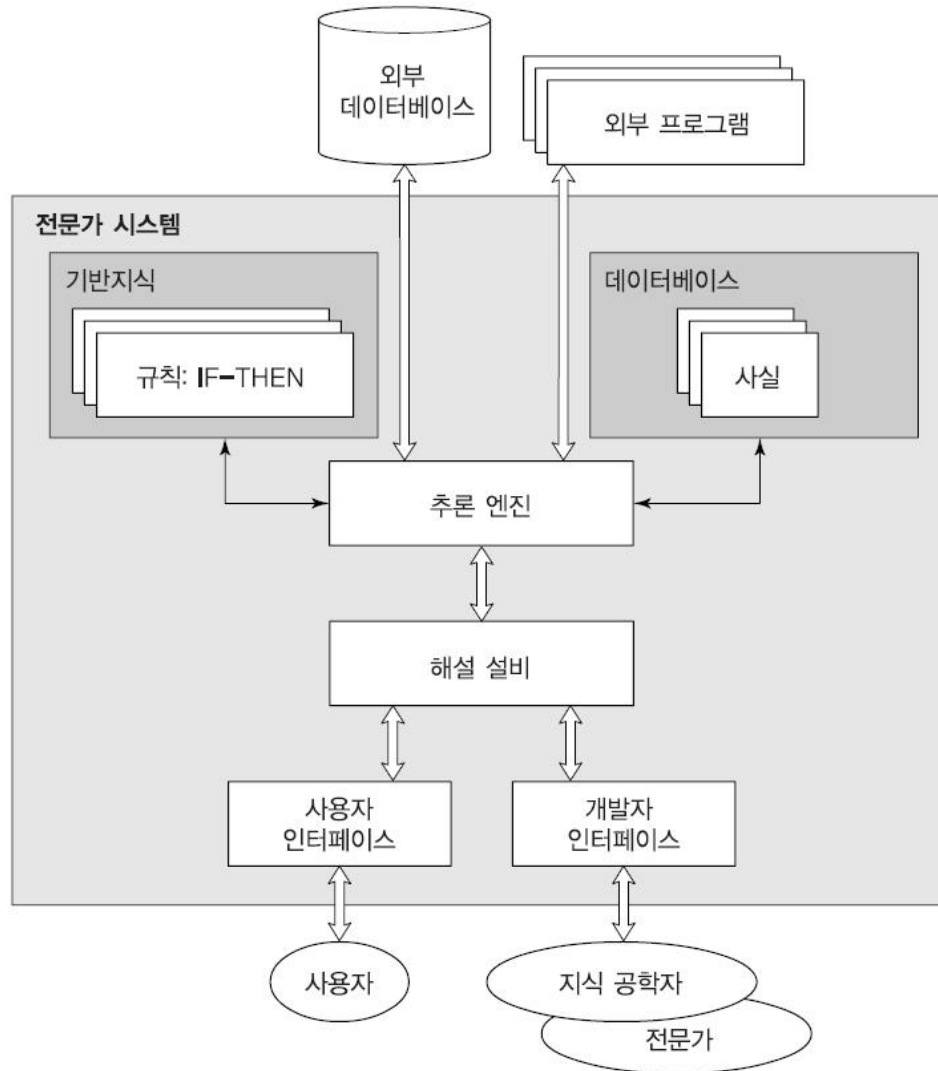 외부
데이터베이스
외부 프로그램
전문가 시스템
기반지식
규칙: IF-THEN
데이터베이스
사실
추론 엔진
해설 설비
사용자
인터페이스
개발자
인터페이스
사용자
지식 공학자
전문가